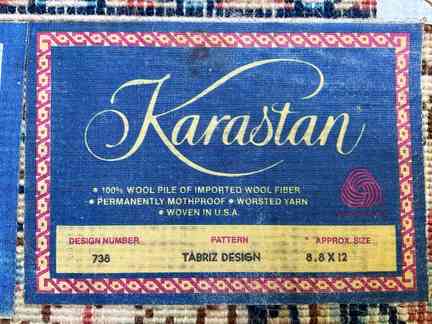 Karastan
• 100% WOOL PILE OF IMPORTED WOOL FIBER
• PERMANENTLY MOTHPROOF • WORSTED YARN
• WOVEN IN U.S.A.
DESIGN NUMBER PATTERN APPROX. SIZE
738 TABRIZ DESIGN 8.8 X 12